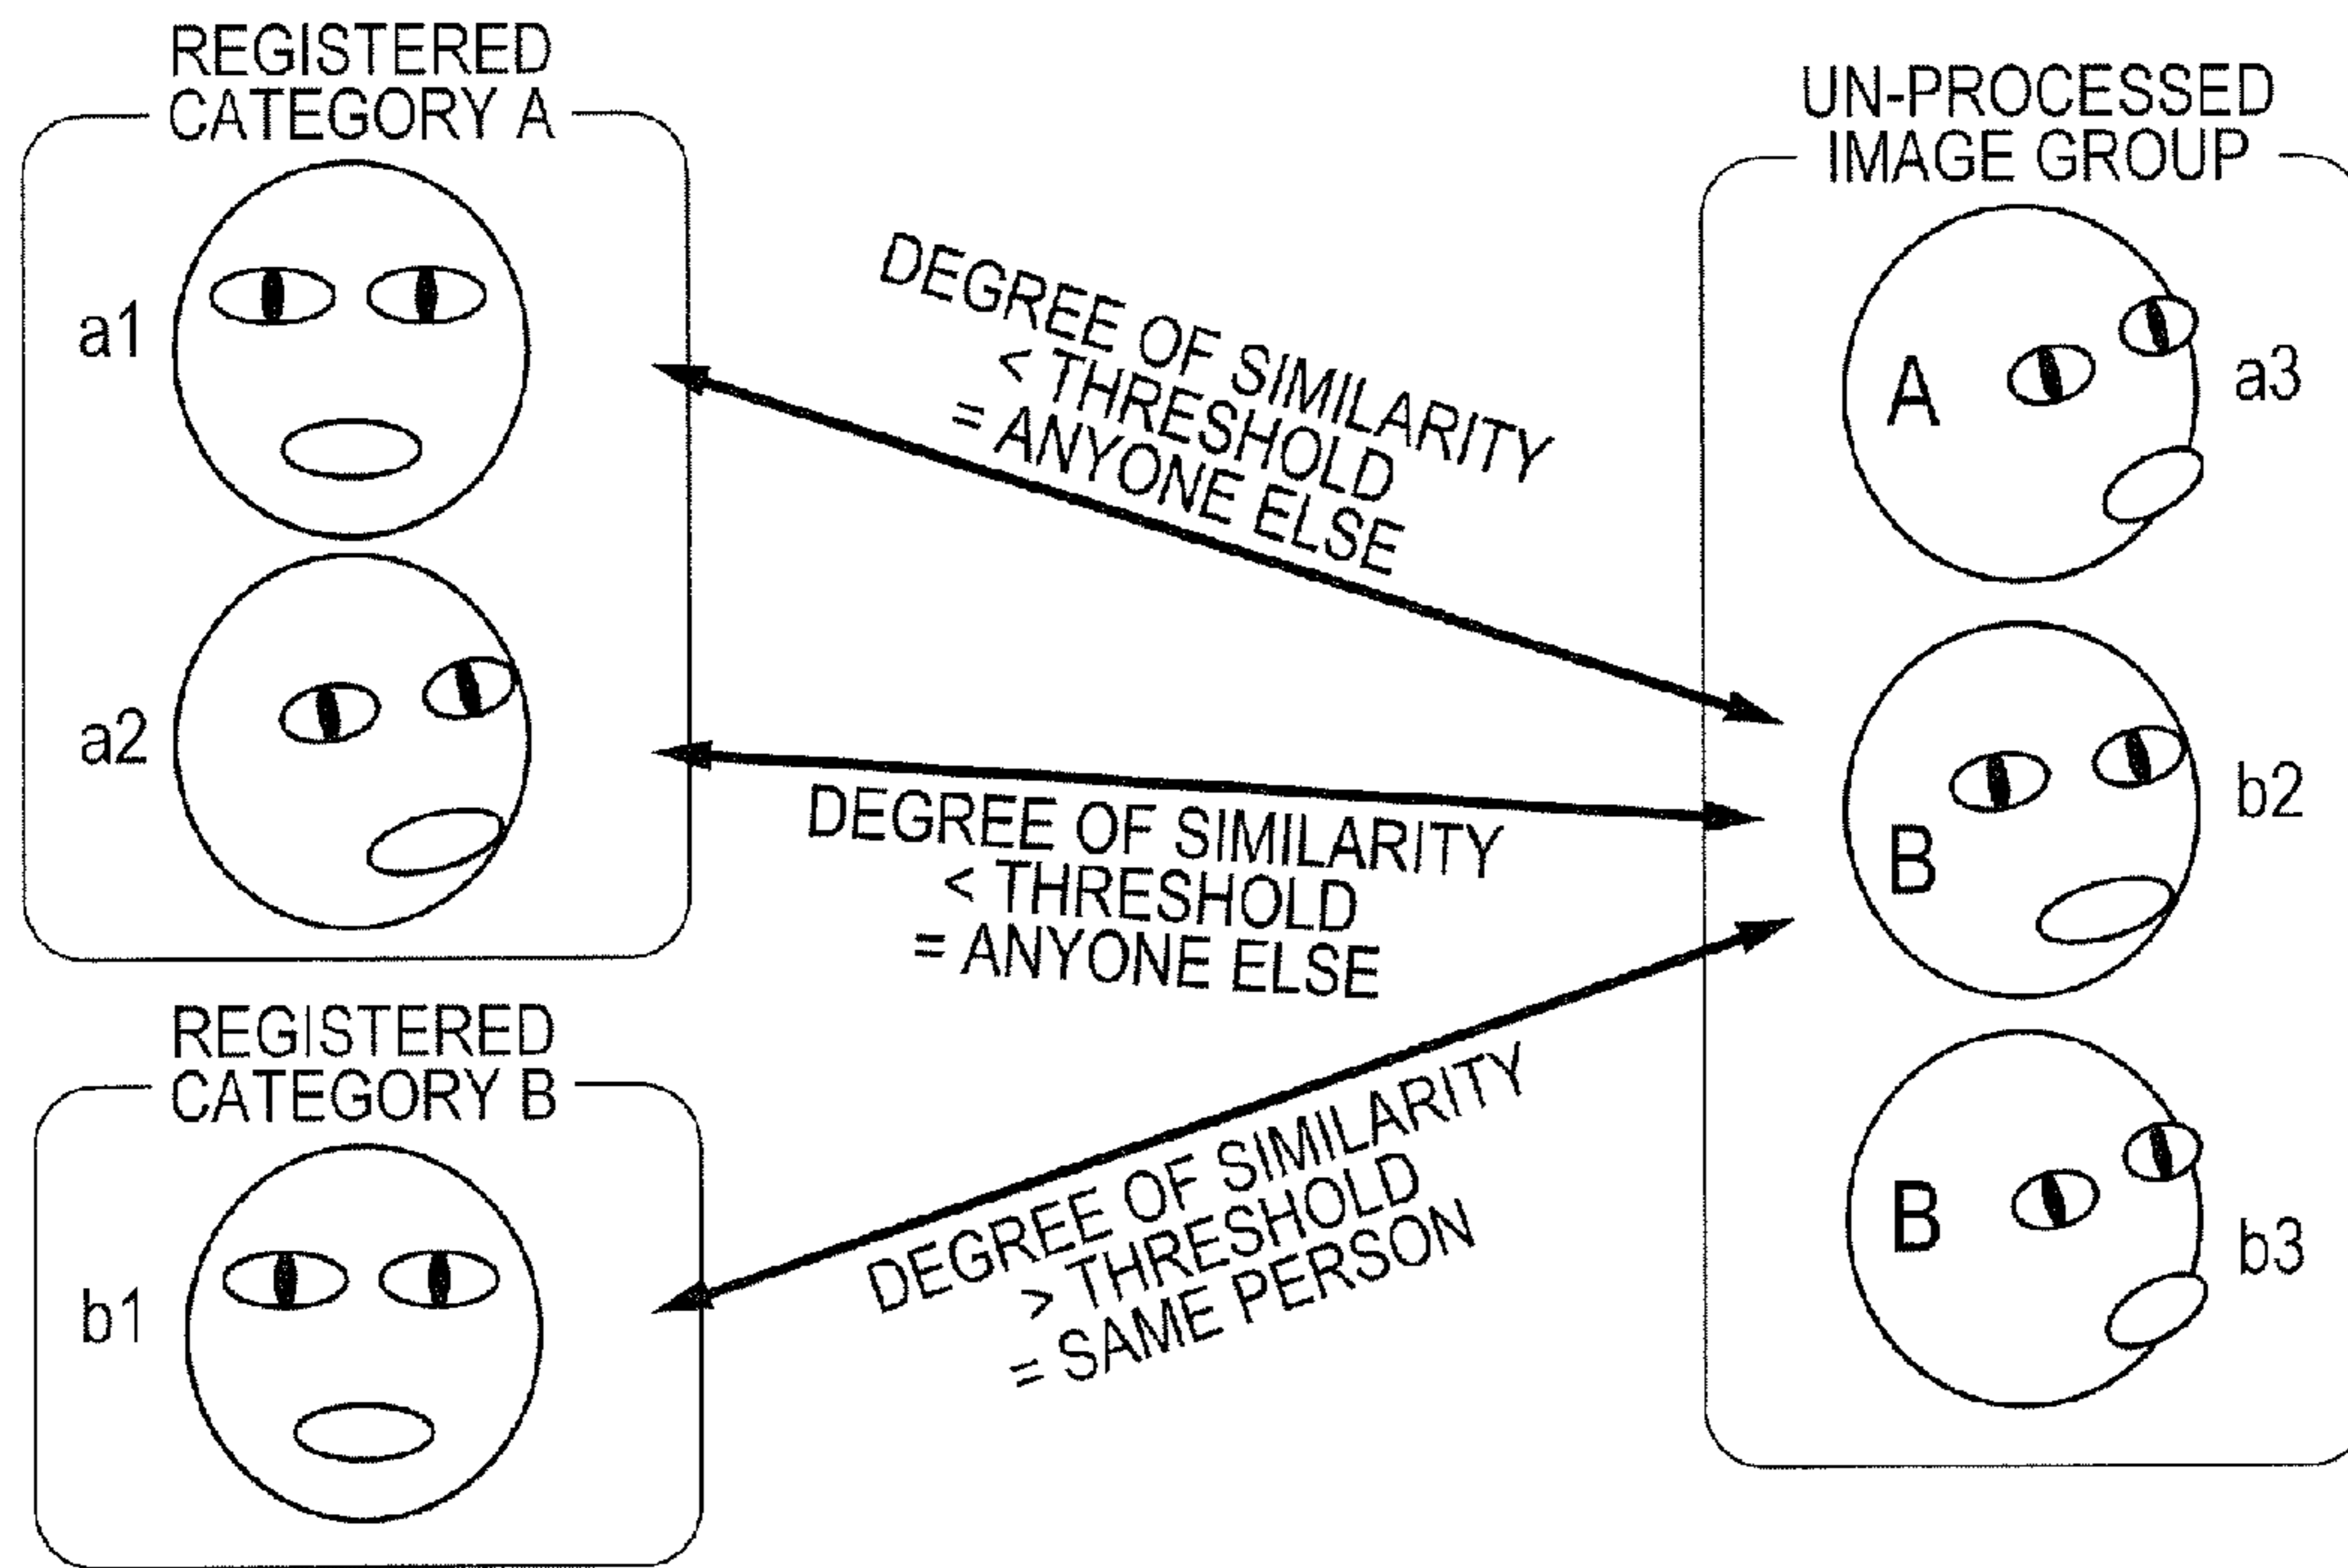 REGISTERED
CATEGORY A
a1
a2
REGISTERED
CATEGORY B
b1
DEGREE OF SIMILARITY
< THRESHOLD
= ANYONE ELSE
DEGREE OF SIMILARITY
< THRESHOLD
= ANYONE ELSE
DEGREE OF SIMILARITY
> THRESHOLD
= SAME PERSON
UN-PROCESSED
IMAGE GROUP
A
a3
B
b2
B
b3